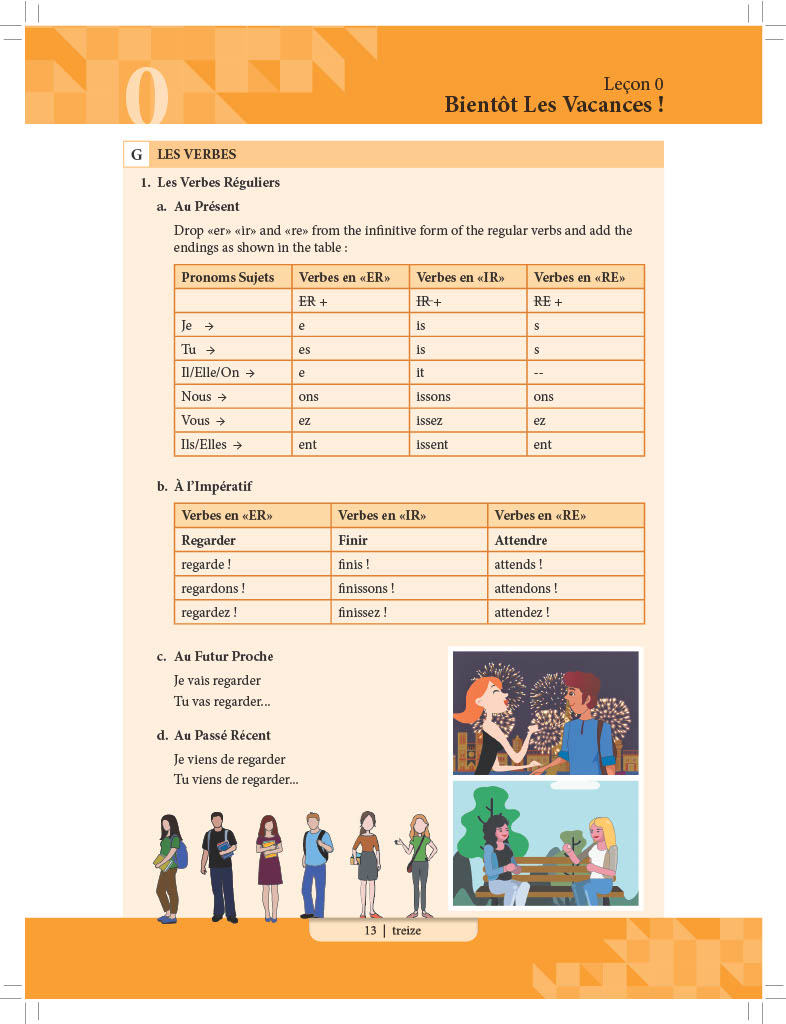 0
Leçon 0
Bientôt Les Vacances !
G LES VERBES
1. Les Verbes Réguliers
a. Au Présent
Drop «er» «ir» and «re» from the infinitive form of the regular verbs and add the
endings as shown in the table :
Pronoms Sujets Verbes en «ER» Verbes en «IR» Verbes en «RE»
ER + IR + RE +
Je → e is s
Tu → es is s
Il/Elle/On → e it --
Nous → ons issons ons
Vous → ez issez ez
Ils/Elles → ent issent ent
b. À l’Impératif
Verbes en «ER» Verbes en «IR» Verbes en «RE»
Regarder Finir Attendre
regarde ! finis ! attends !
regardons ! finissons ! attendons !
regardez ! finissez ! attendez !
c. Au Futur Proche
Je vais regarder
Tu vas regarder...
d. Au Passé Récent
Je viens de regarder
Tu viens de regarder...
13 | treize